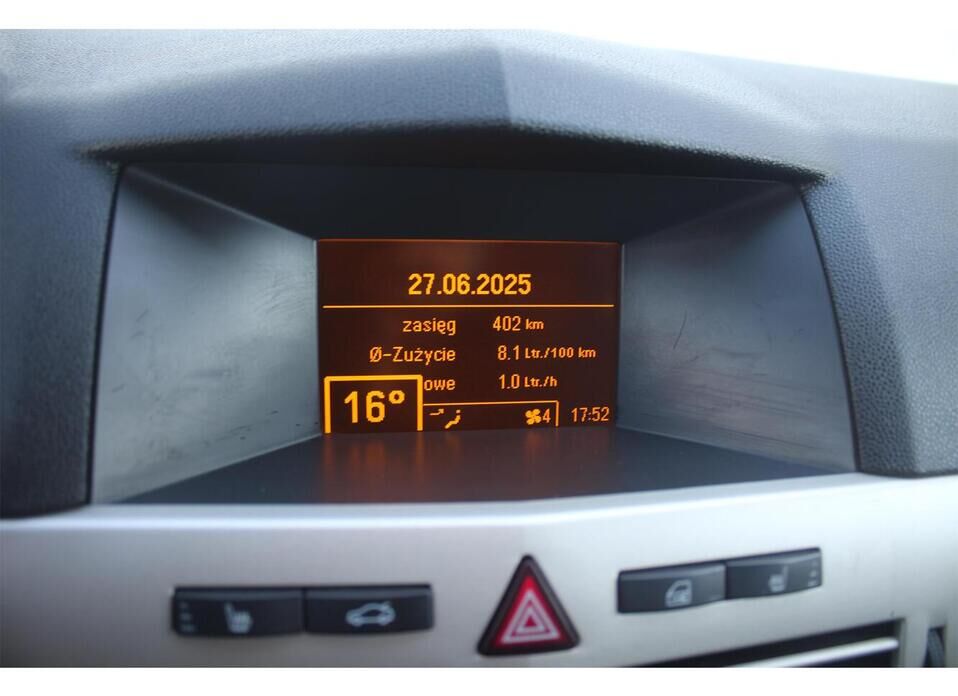 27.06.2025
zasięg 402 km
Ø-Zużycie 8.1 Ltr./100 km
owe 1.0 Ltr./h
16° 4 17:52